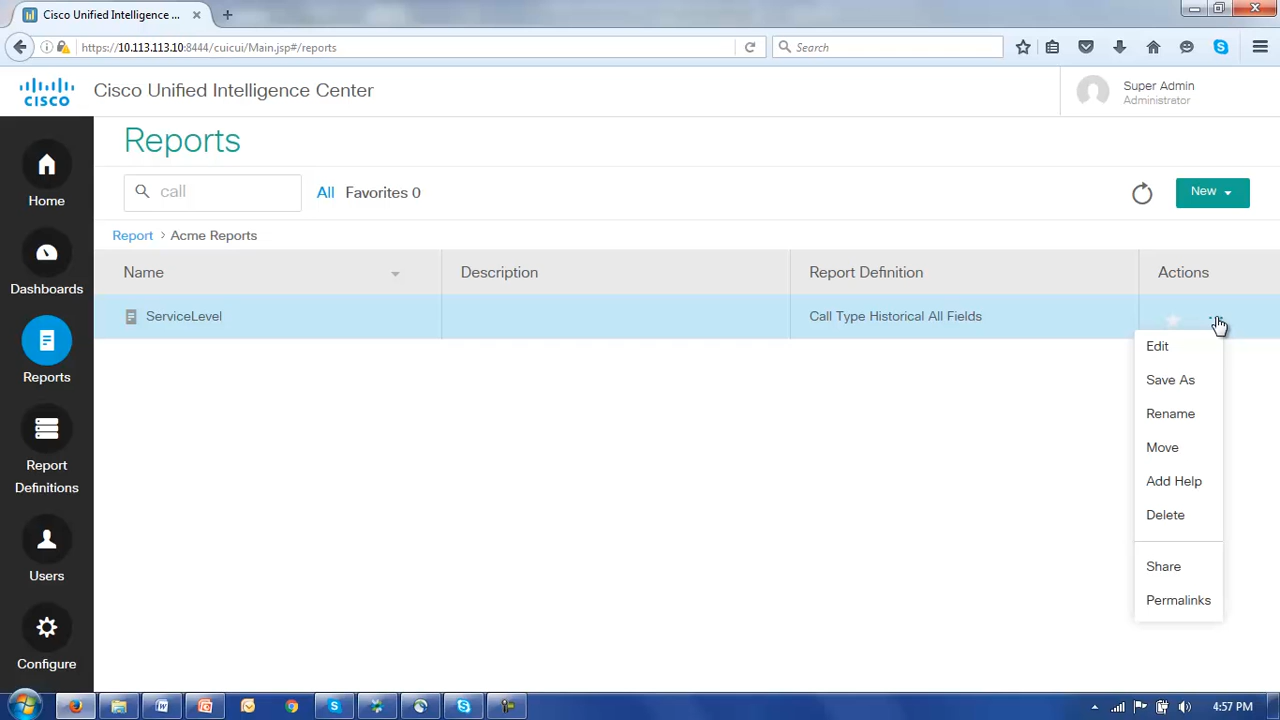 Cisco Unified Intelligence ...
https://10.113.113.10:8444/cuicui/Main.jsp#/reports
Search
CISCO
Cisco Unified Intelligence Center
Super Admin
Administrator
Reports
call
All
Favorites 0
New
Report > Acme Reports
Name
Description
Report Definition
Actions
ServiceLevel
Call Type Historical All Fields
Edit
Save As
Rename
Move
Add Help
Delete
Share
Permalinks
Home
Dashboards
Reports
Report
Definitions
Users
Configure
4:57 PM